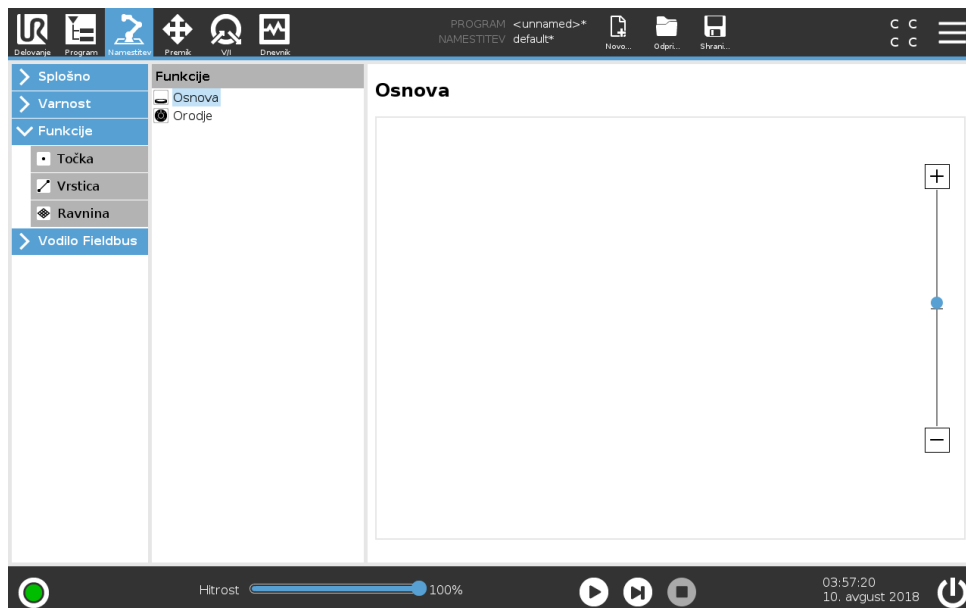 PROGRAM <unnamed>*
NAMESTITEV default*
Delovanje Program Namestitev Premik V/I Dnevnik Novo... Odpri... Shrani...
C C
C C
Splošno
Varnost
Funkcije
Točka
Vrstica
Ravnina
Vodilo Fieldbus
Funkcije
Osnova
Orodje
Osnova
Hitrost 100%
03:57:20
10. avgust 2018